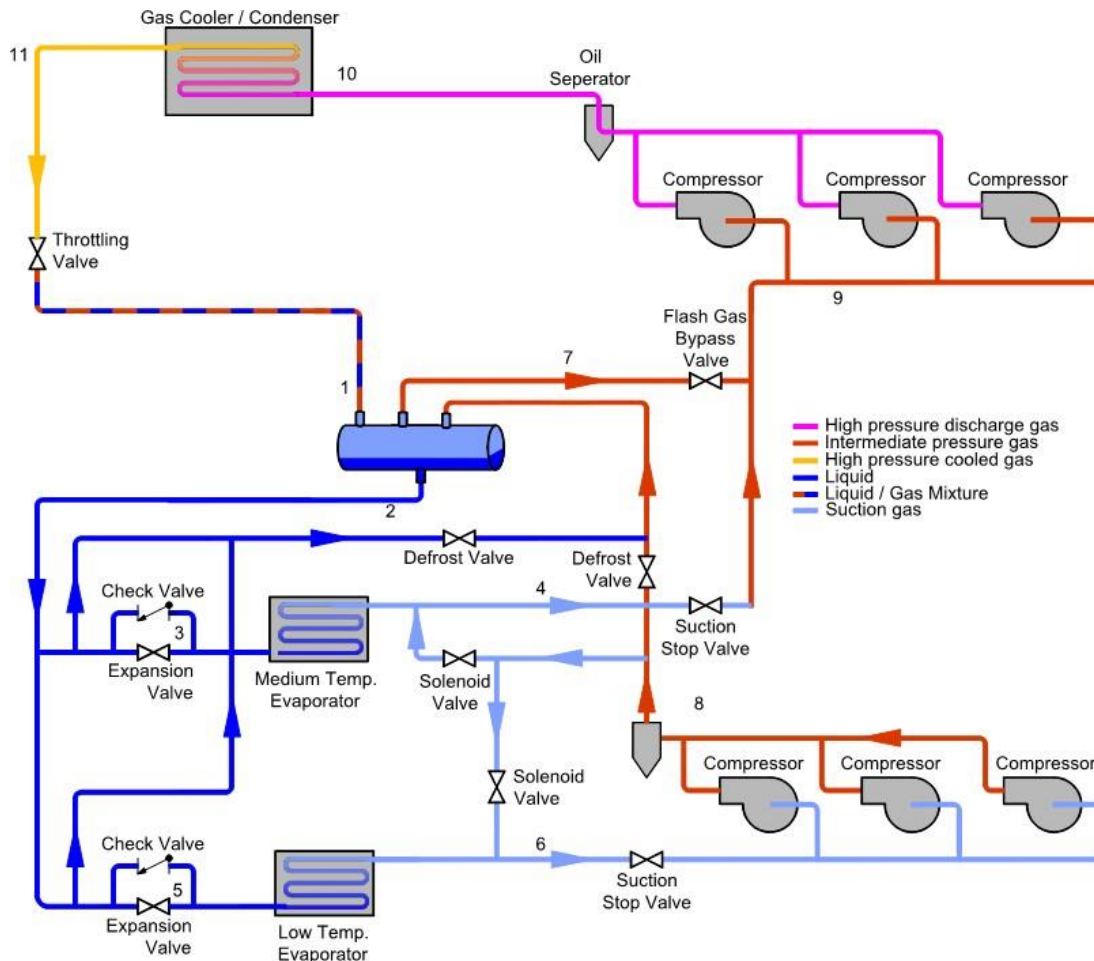 Gas Cooler / Condenser
11
10
Oil
Seperator
Compressor
Compressor
Compressor
Throttling
Valve
9
Flash Gas
Bypass
Valve
7
1
High pressure discharge gas
Intermediate pressure gas
High pressure cooled gas
Liquid
Liquid / Gas Mixture
Suction gas
2
Defrost Valve
Defrost
Valve
Check Valve
3
Expansion
Valve
Medium Temp.
Evaporator
4
Suction
Stop Valve
Solenoid
Valve
8
Compressor
Compressor
Compressor
Solenoid
Valve
Check Valve
5
Expansion
Valve
Low Temp.
Evaporator
6
Suction
Stop Valve